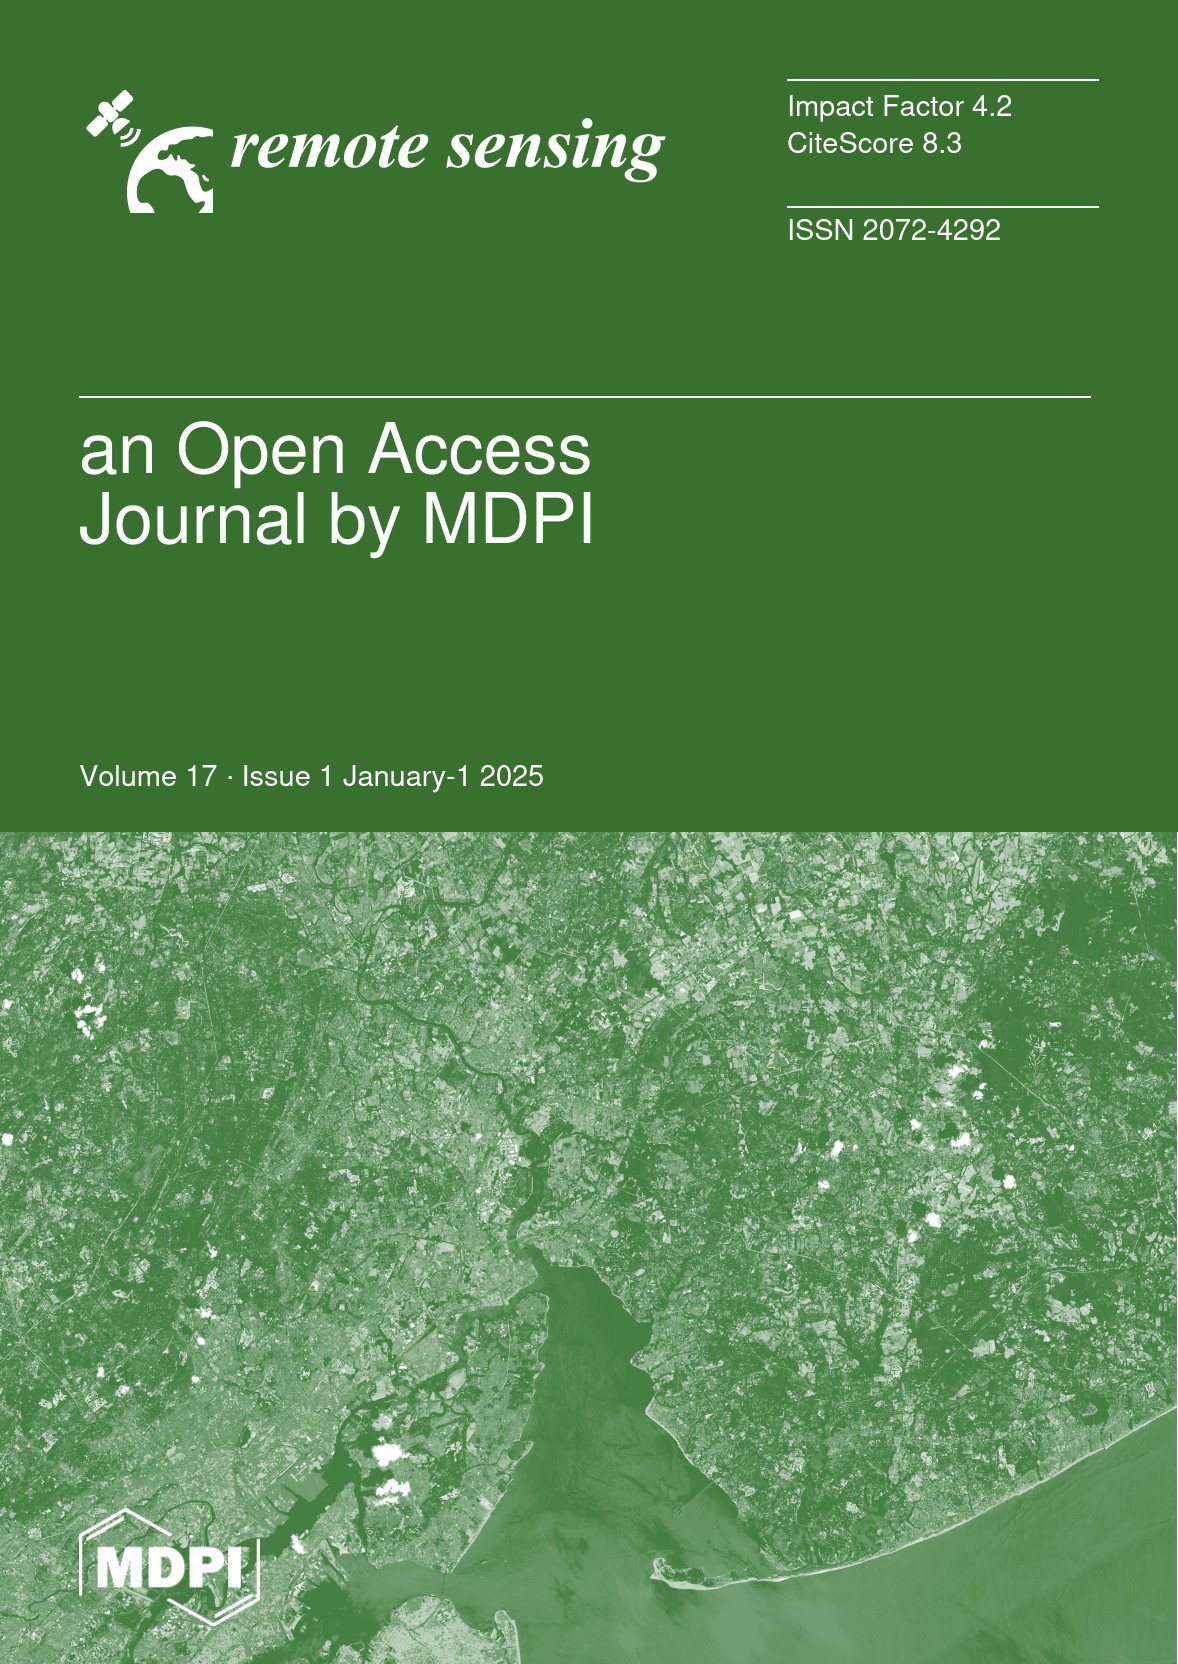 remote sensing
Impact Factor 4.2
CiteScore 8.3
ISSN 2072-4292
an Open Access
Journal by MDPI
Volume 17 · Issue 1 January-1 2025
MDPI